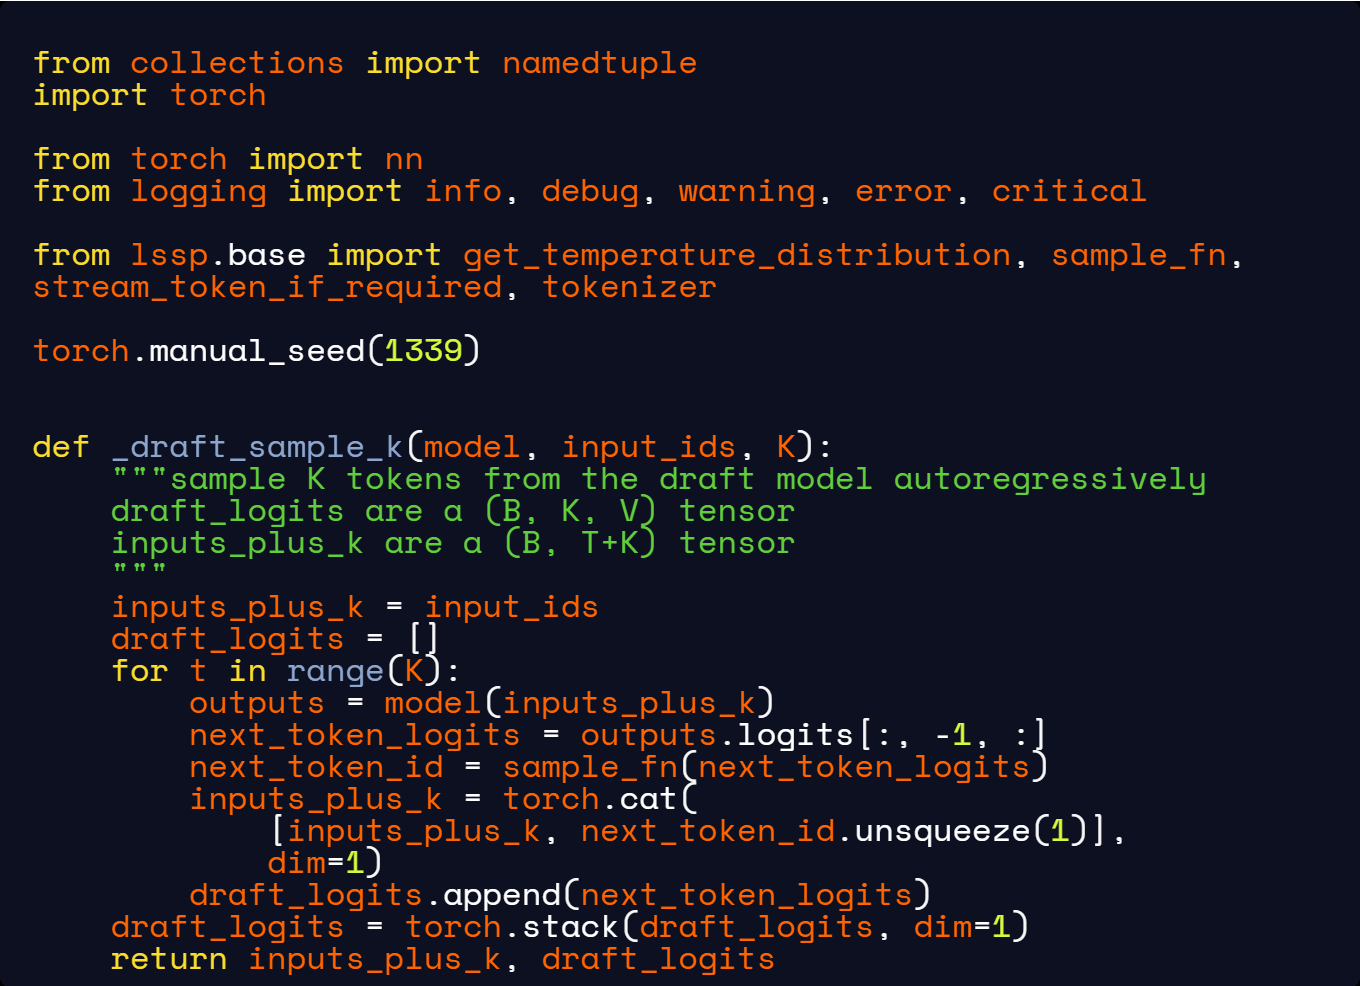 from collections import namedtuple
import torch

from torch import nn
from logging import info, debug, warning, error, critical

from lssp.base import get_temperature_distribution, sample_fn,
stream_token_if_required, tokenizer

torch.manual_seed(1339)


def _draft_sample_k(model, input_ids, K):
    """sample K tokens from the draft model autoregressively
    draft_logits are a (B, K, V) tensor
    inputs_plus_k are a (B, T+K) tensor
    """
    inputs_plus_k = input_ids
    draft_logits = []
    for t in range(K):
        outputs = model(inputs_plus_k)
        next_token_logits = outputs.logits[:, -1, :]
        next_token_id = sample_fn(next_token_logits)
        inputs_plus_k = torch.cat(
            [inputs_plus_k, next_token_id.unsqueeze(1)],
            dim=1)
        draft_logits.append(next_token_logits)
    draft_logits = torch.stack(draft_logits, dim=1)
    return inputs_plus_k, draft_logits